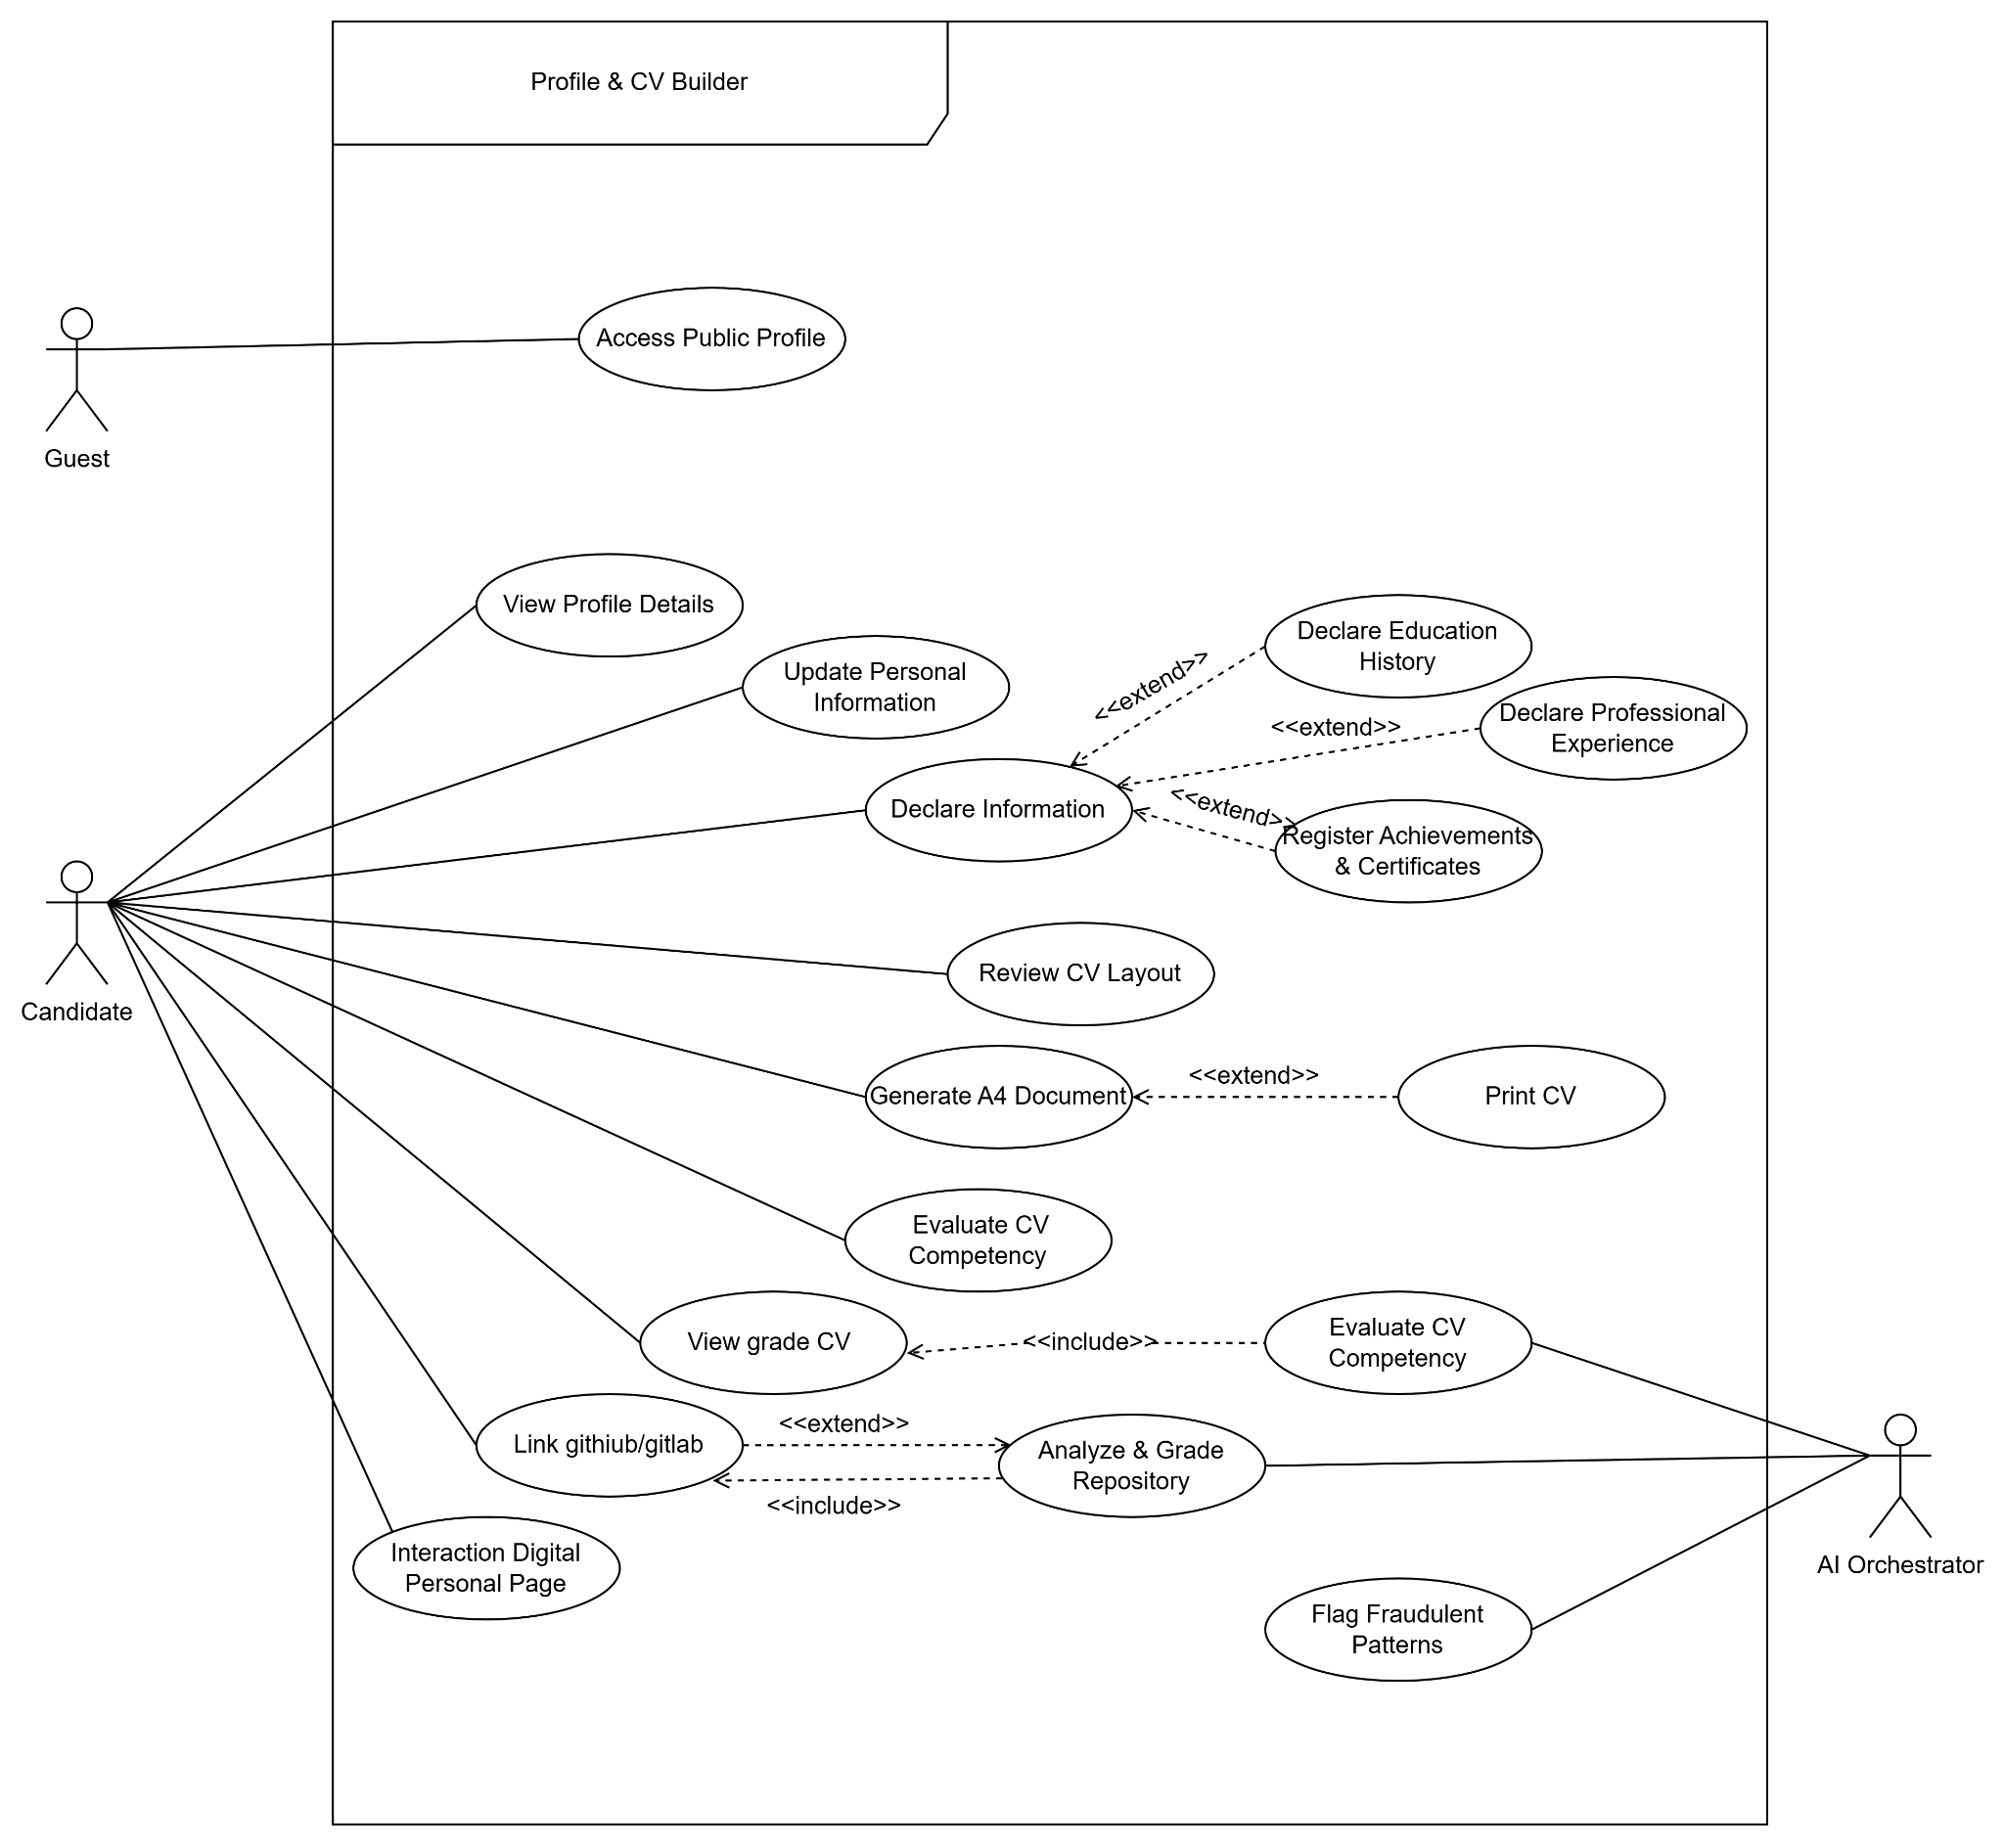 Profile & CV Builder
Access Public Profile
Guest
View Profile Details
Declare Education
History
Update Personal
Information
<<extend>>
Declare Professional
Experience
<<extend>>
Declare Information
<<extend>>
Register Achievements
& Certificates
Review CV Layout
Candidate
<<extend>>
Generate A4 Document
Print CV
Evaluate CV
Competency
View grade CV
<<include>>
Evaluate CV
Competency
<<extend>>
Link githiub/gitlab
Analyze & Grade
Repository
<<include>>
Interaction Digital
Personal Page
AI Orchestrator
Flag Fraudulent
Patterns